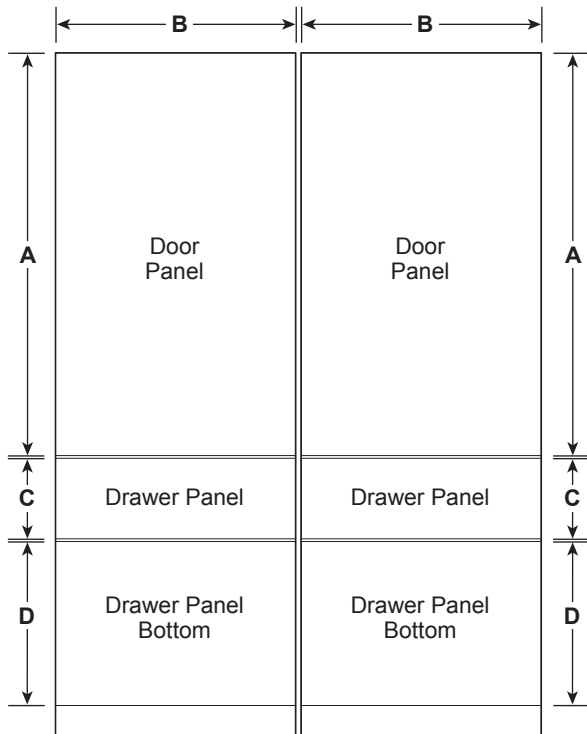 B B
A Door Door A
Panel Panel
C Drawer Panel Drawer Panel C
D Drawer Panel Drawer Panel D
Bottom Bottom